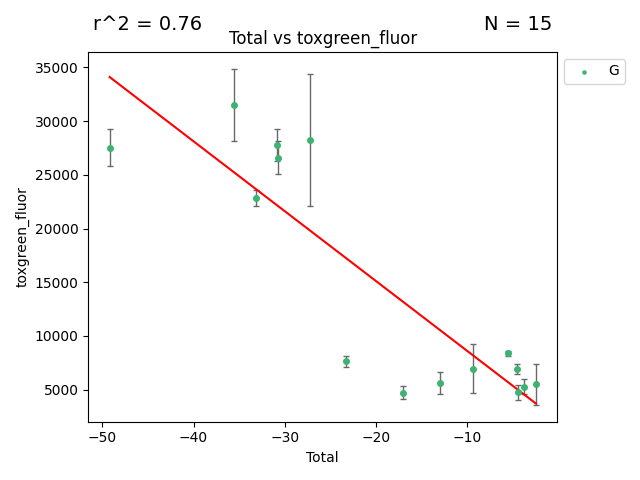 r^2 = 0.76
N = 15
Total vs toxgreen_fluor
G
toxgreen_fluor
35000
30000
25000
20000
15000
10000
5000
−50
−40
−30
−20
−10
Total